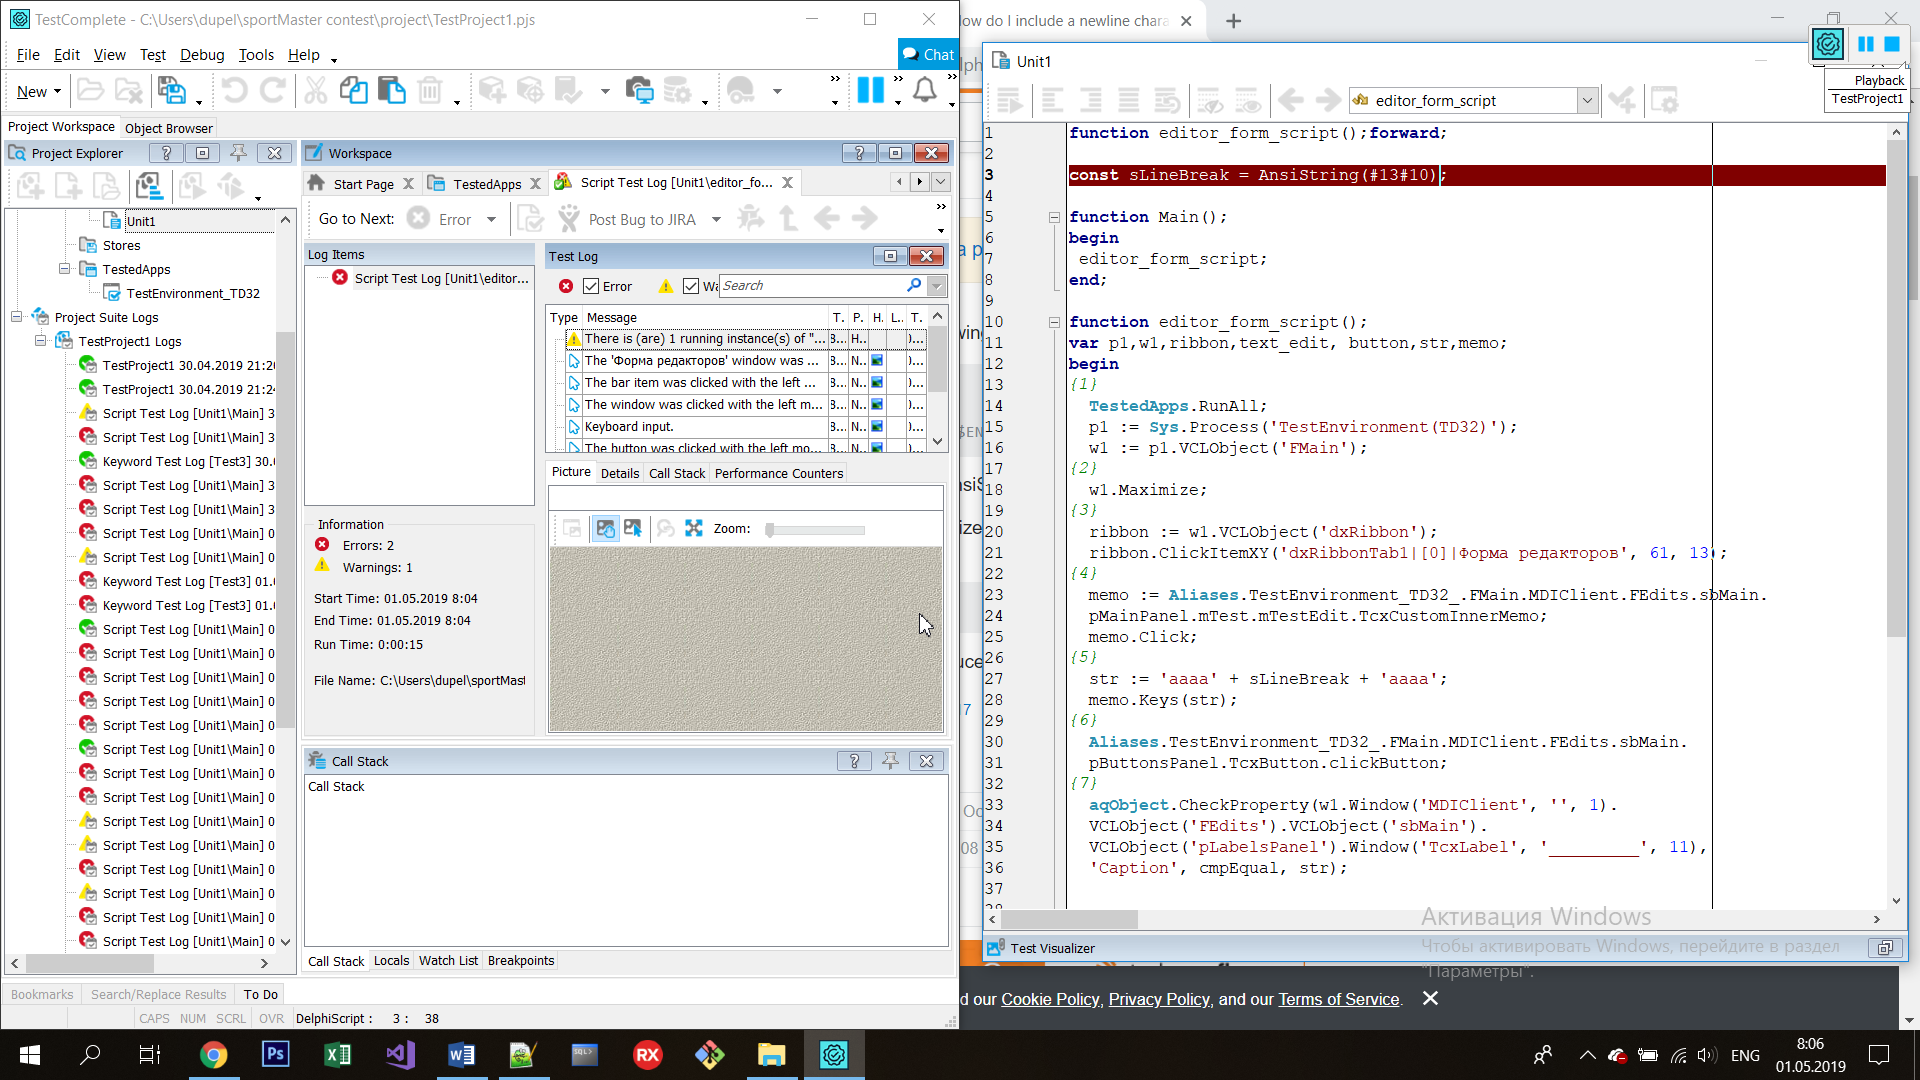 TestComplete - C:\Users\dupel\sportMaster contest\project\TestProject1.pjs
File Edit View Test Debug Tools Help
Chat
New
Project Workspace Object Browser
Project Explorer
Unit1
Stores
TestedApps
TestEnvironment_TD32
Project Suite Logs
TestProject1 Logs
TestProject1 30.04.2019 21:20
TestProject1 30.04.2019 21:24
Script Test Log [Unit1\Main] 3
Script Test Log [Unit1\Main] 3
Keyword Test Log [Test3] 30.
Script Test Log [Unit1\Main] 3
Script Test Log [Unit1\Main] 3
Script Test Log [Unit1\Main] 0
Script Test Log [Unit1\Main] 0
Keyword Test Log [Test3] 01.
Keyword Test Log [Test3] 01.
Script Test Log [Unit1\Main] 0
Script Test Log [Unit1\Main] 0
Script Test Log [Unit1\Main] 0
Script Test Log [Unit1\Main] 0
Script Test Log [Unit1\Main] 0
Script Test Log [Unit1\Main] 0
Script Test Log [Unit1\Main] 0
Script Test Log [Unit1\Main] 0
Script Test Log [Unit1\Main] 0
Script Test Log [Unit1\Main] 0
Script Test Log [Unit1\Main] 0
Script Test Log [Unit1\Main] 0
Script Test Log [Unit1\Main] 0
Script Test Log [Unit1\Main] 0
Workspace
Start Page TestedApps Script Test Log [Unit1\editor_fo...
Go to Next: Error Post Bug to JIRA
Log Items
Script Test Log [Unit1\editor...
Information
Errors: 2
Warnings: 1
Start Time: 01.05.2019 8:04
End Time: 01.05.2019 8:04
Run Time: 0:00:15
File Name: C:\Users\dupel\sportMast
Test Log
Error Wa Search
Type Message T. P. H. L.. T.
There is (are) 1 running instance(s) of "... 3... H... )...
The 'Форма редакторов' window was ... 3... N... )...
The bar item was clicked with the left ... 3... N... )...
The window was clicked with the left m... 3... N... )...
Keyboard input. 3... N... )...
The button was clicked with the left mo... 3... N... )...
Picture Details Call Stack Performance Counters
Zoom:
Call Stack
Call Stack
Call Stack Locals Watch List Breakpoints
Bookmarks Search/Replace Results To Do
CAPS NUM SCRL OVR DelphiScript : 3 : 38
ow do I include a newline chara
Unit1
Playback
TestProject1
editor_form_script
1 function editor_form_script();forward;
2
3 const sLineBreak = AnsiString(#13#10);
4
5 function Main();
6 begin
7 editor_form_script;
8 end;
9
10 function editor_form_script();
11 var p1,w1,ribbon,text_edit, button,str,memo;
12 begin
13 {1}
14 TestedApps.RunAll;
15 p1 := Sys.Process('TestEnvironment(TD32)');
16 w1 := p1.VCLObject('FMain');
17 {2}
18 w1.Maximize;
19 {3}
20 ribbon := w1.VCLObject('dxRibbon');
21 ribbon.ClickItemXY('dxRibbonTab1|[0]|Форма редакторов', 61, 13);
22 {4}
23 memo := Aliases.TestEnvironment_TD32_.FMain.MDIClient.FEdits.sbMain.
24 pMainPanel.mTest.mTestEdit.TcxCustomInnerMemo;
25 memo.Click;
26 {5}
27 str := 'aaaa' + sLineBreak + 'aaaa';
28 memo.Keys(str);
29 {6}
30 Aliases.TestEnvironment_TD32_.FMain.MDIClient.FEdits.sbMain.
31 pButtonsPanel.TcxButton.clickButton;
32 {7}
33 aqObject.CheckProperty(w1.Window('MDIClient', '', 1).
34 VCLObject('FEdits').VCLObject('sbMain').
35 VCLObject('pLabelsPanel').Window('TcxLabel', '_________', 11),
36 'Caption', cmpEqual, str);
37
38
Активация Windows
Чтобы активировать Windows, перейдите в раздел
"Параметры".
Test Visualizer
d our Cookie Policy, Privacy Policy, and our Terms of Service.
ENG
8:06
01.05.2019